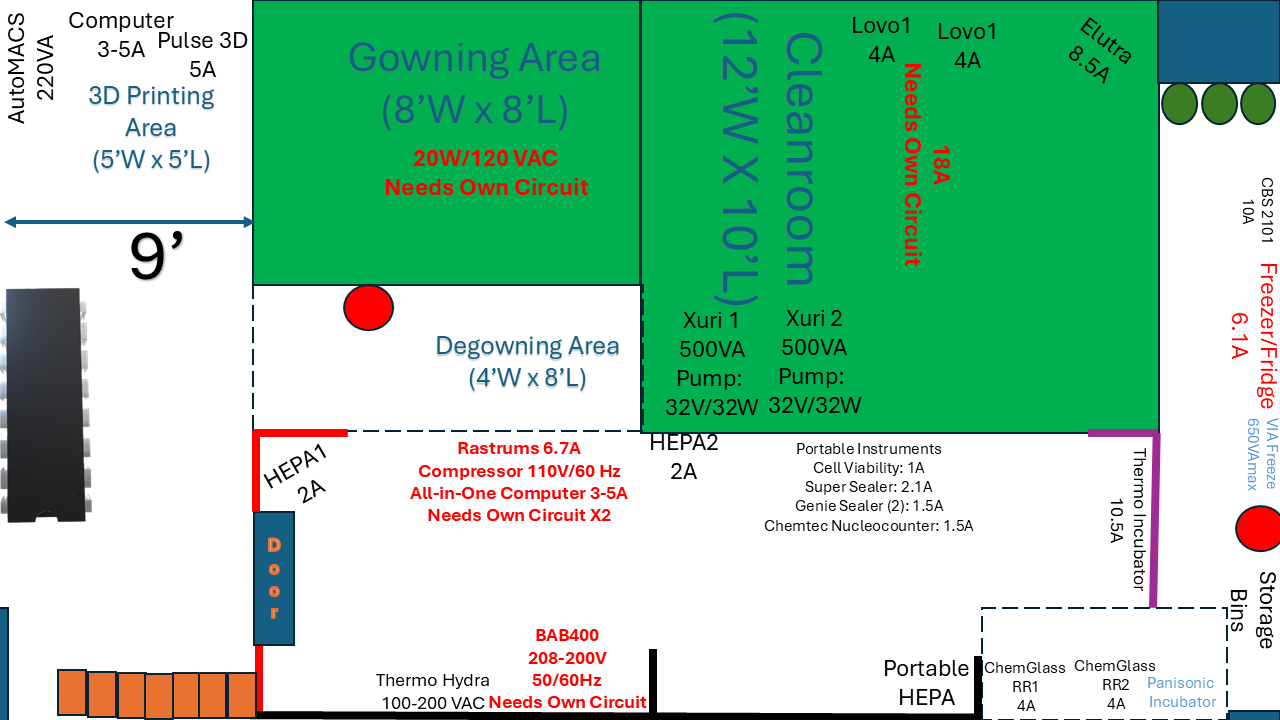 AutoMACS
220VA
Computer
3-5A
Pulse 3D
5A
3D Printing
Area
(5’W x 5’L)
9’
Gowning Area
(8’W x 8’L)
20W/120 VAC
Needs Own Circuit
Cleanroom
(12’W X 10’L)
Lovo1
4A
Lovo1
4A
Elutra
8.5A
18A
Needs Own Circuit
Xuri 1
500VA
Pump:
32V/32W
Xuri 2
500VA
Pump:
32V/32W
Degowning Area
(4’W x 8’L)
CBS 2101
10A
Freezer/Fridge
6.1A
VIA Freeze
650VAmax
Storage
Bins
HEPA1
2A
Rastrums 6.7A
Compressor 110V/60 Hz
All-in-One Computer 3-5A
Needs Own Circuit X2
HEPA2
2A
Portable Instruments
Cell Viability: 1A
Super Sealer: 2.1A
Genie Sealer (2): 1.5A
Chemtec Nucleocounter: 1.5A
Thermo Incubator
10.5A
Door
Thermo Hydra
100-200 VAC
BAB400
208-200V
50/60Hz
Needs Own Circuit
Portable
HEPA
ChemGlass
RR1
4A
ChemGlass
RR2
4A
Panisonic
Incubator